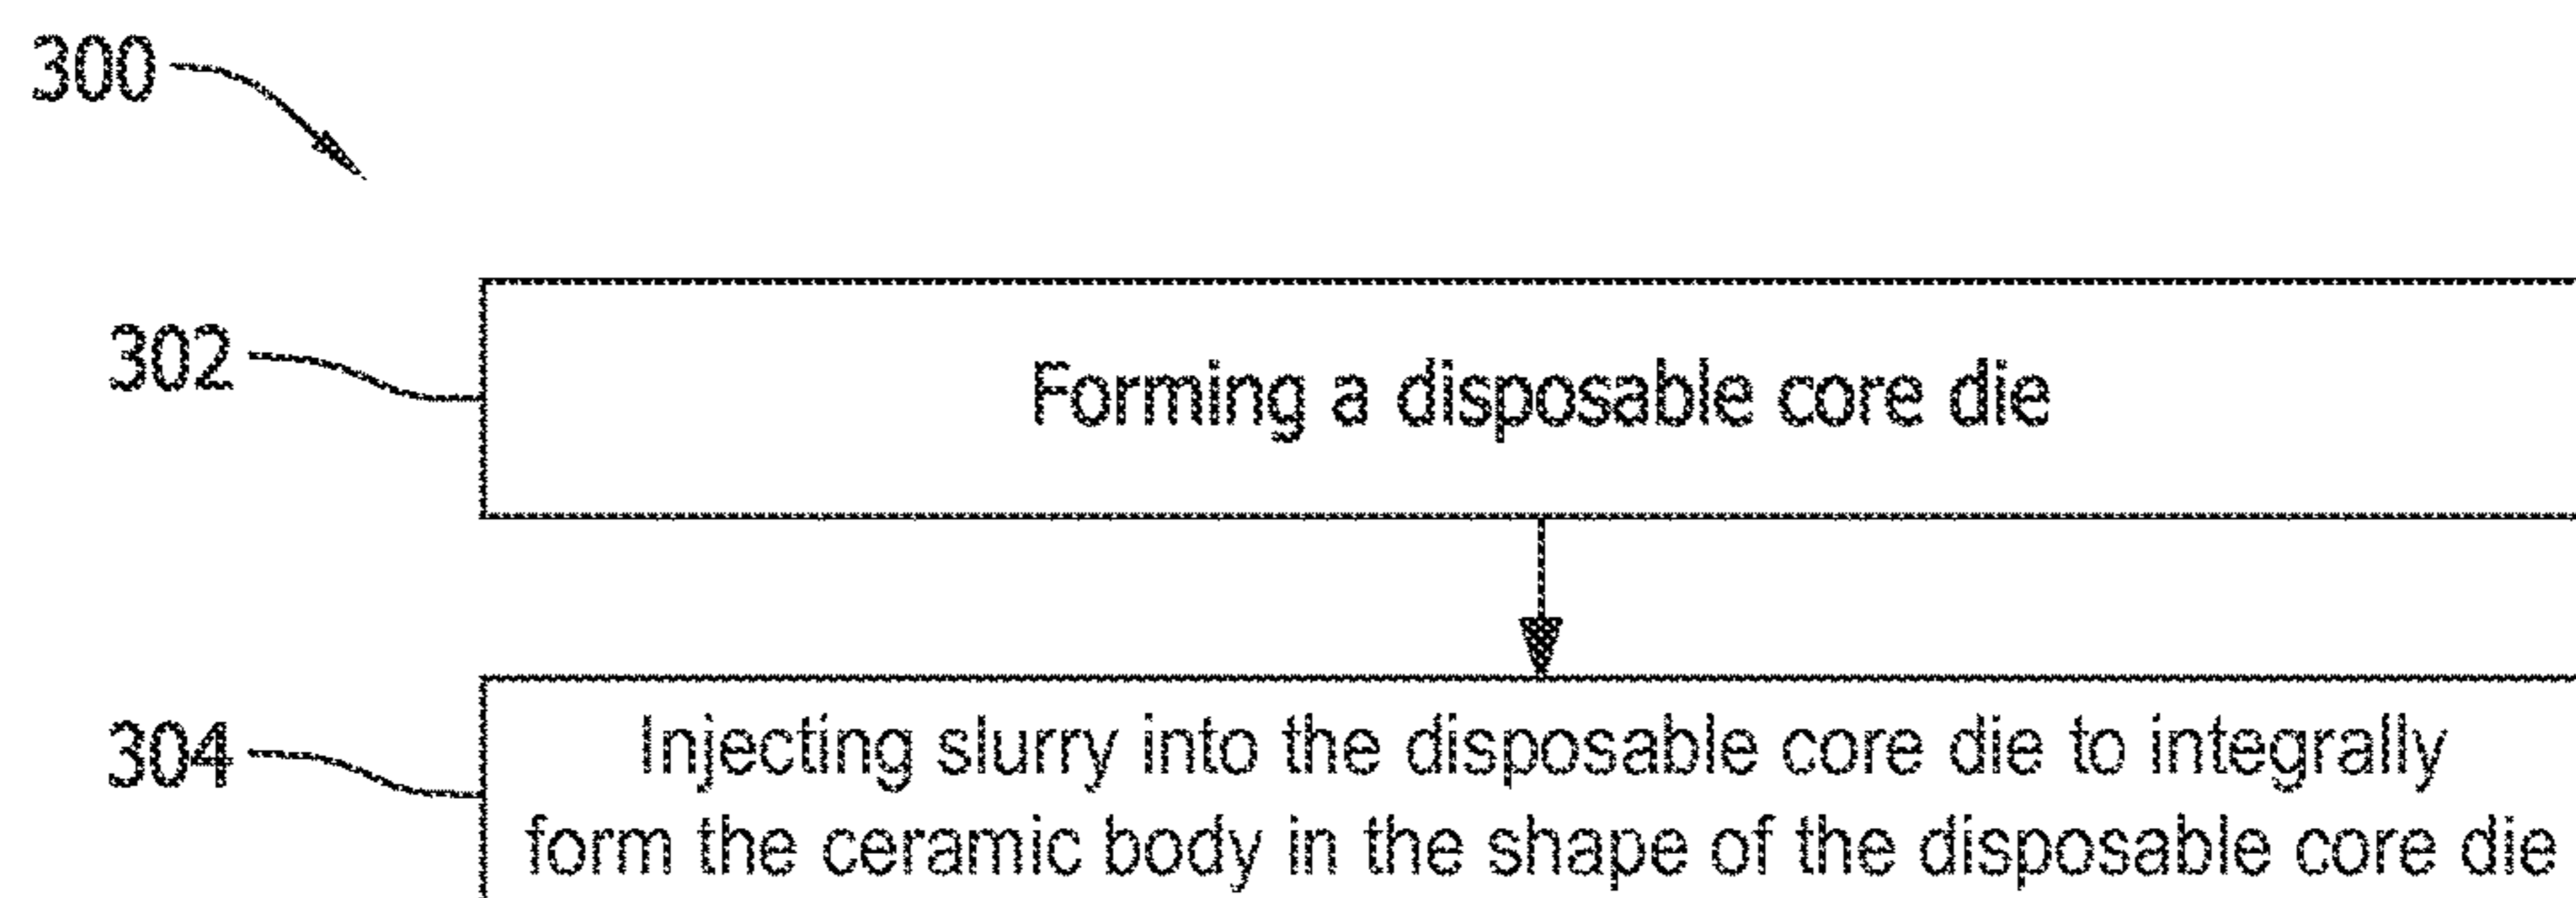 300
302
Forming a disposable core die
304
Injecting slurry into the disposable core die to integrally
form the ceramic body in the shape of the disposable core die